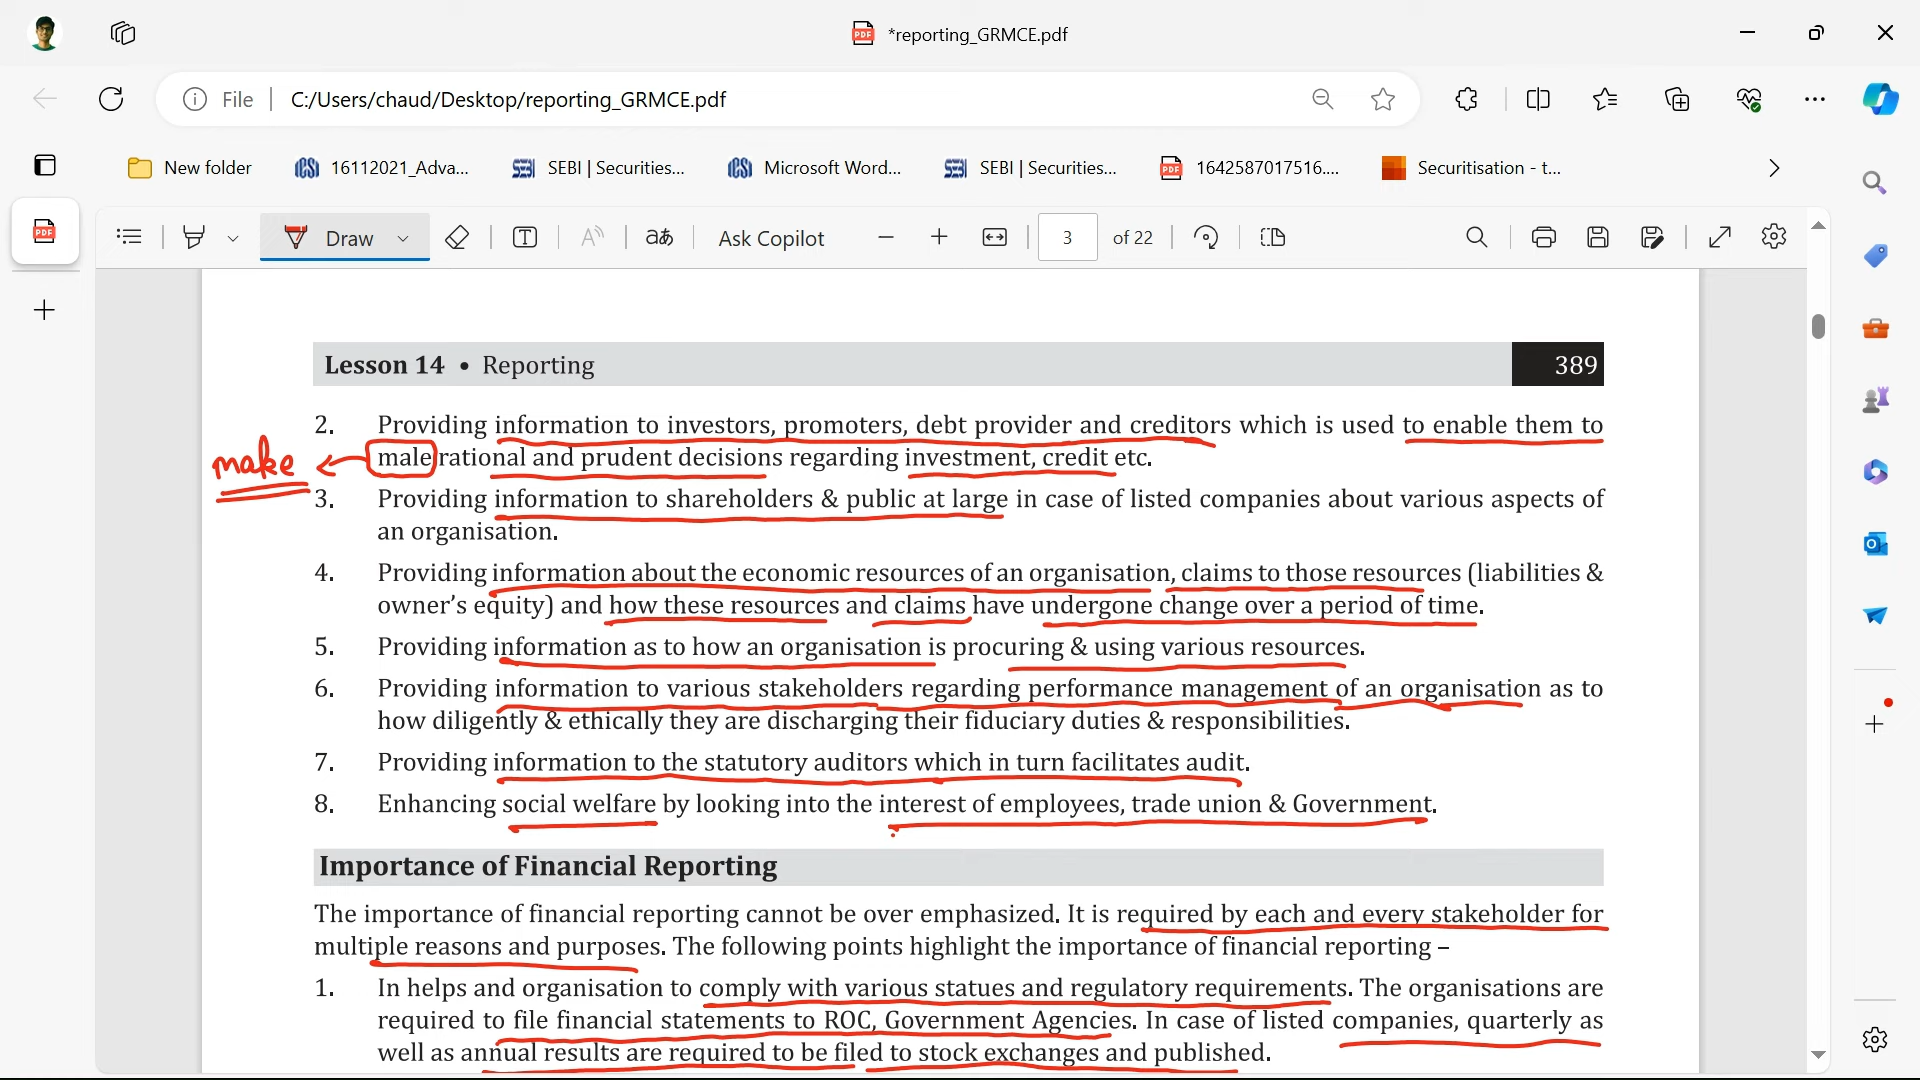 *reporting_GRMCE.pdf
File C:/Users/chaud/Desktop/reporting_GRMCE.pdf
New folder 16112021_Adva... SEBI | Securities... Microsoft Word... SEBI | Securities... 1642587017516.... Securitisation - t...
Draw Ask Copilot 3 of 22
Lesson 14 • Reporting 389
2. Providing information to investors, promoters, debt provider and creditors which is used to enable them to
make male rational and prudent decisions regarding investment, credit etc.
3. Providing information to shareholders & public at large in case of listed companies about various aspects of
an organisation.
4. Providing information about the economic resources of an organisation, claims to those resources (liabilities &
owner's equity) and how these resources and claims have undergone change over a period of time.
5. Providing information as to how an organisation is procuring & using various resources.
6. Providing information to various stakeholders regarding performance management of an organisation as to
how diligently & ethically they are discharging their fiduciary duties & responsibilities.
7. Providing information to the statutory auditors which in turn facilitates audit.
8. Enhancing social welfare by looking into the interest of employees, trade union & Government.
Importance of Financial Reporting
The importance of financial reporting cannot be over emphasized. It is required by each and every stakeholder for
multiple reasons and purposes. The following points highlight the importance of financial reporting –
1. In helps and organisation to comply with various statues and regulatory requirements. The organisations are
required to file financial statements to ROC, Government Agencies. In case of listed companies, quarterly as
well as annual results are required to be filed to stock exchanges and published.